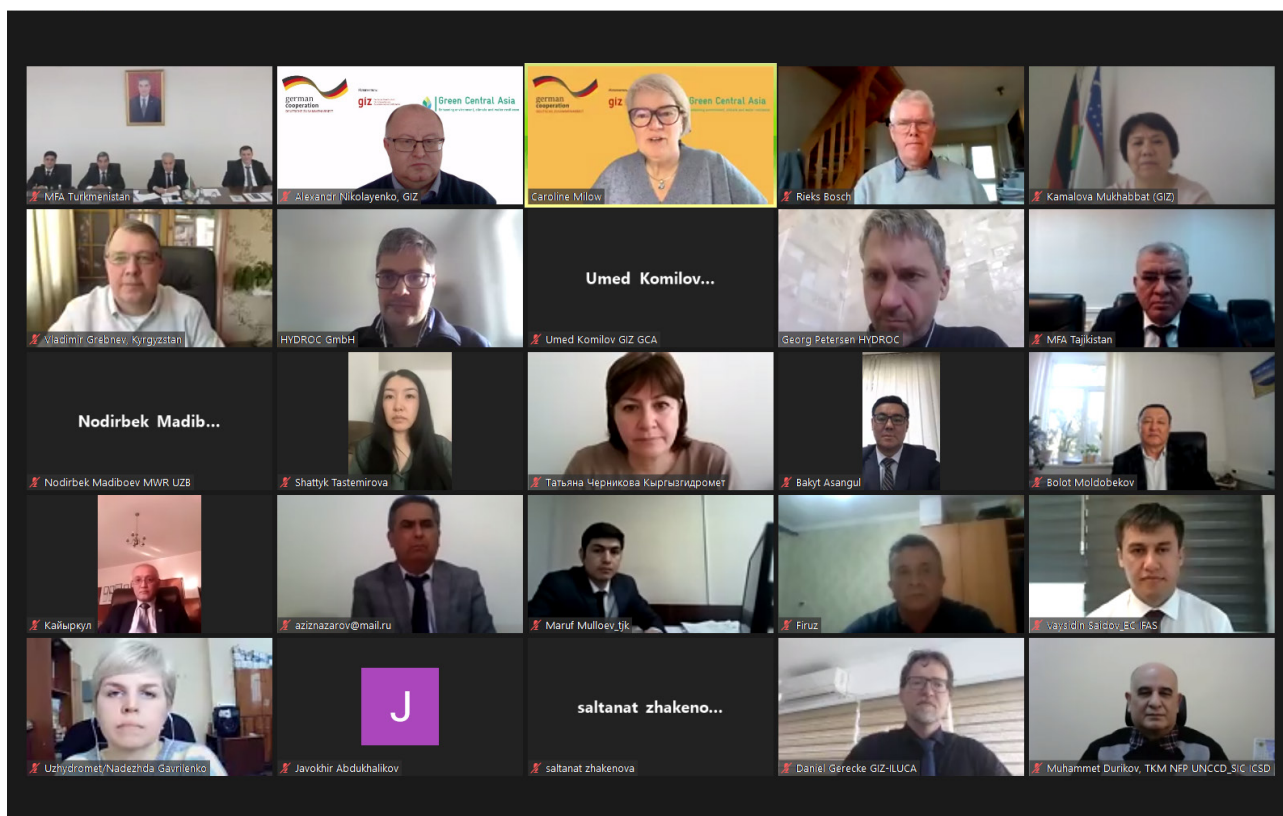 MFA Turkmenistan
german
cooperation
giz
Green Central Asia
Alexandr Nikolayenko, GIZ
german
cooperation
giz
Green Central Asia
Caroline Milow
Rieks Bosch
Kamalova Mukhabbat (GIZ)
Vladimir Grebnev, Kyrgyzstan
HYDROC GmbH
Umed Komilov...
Umed Komilov GIZ GCA
Georg Petersen HYDROC
MFA Tajikistan
Nodirbek Madib...
Nodirbek Madiboev MWR UZB
Shattyk Tastemirova
Татьяна Черникова Кыргызгидромет
Bakyt Asangul
Bolot Moldobekov
Кайыркул
aziznazarov@mail.ru
Maruf Mulloev_tjk
Firuz
Vaysidin Saidov_EC IFAS
Uzhydromet/Nadezhda Gavrilenko
J
Javokhir Abdukhalikov
saltanat zhakeno...
saltanat zhakenova
Daniel Gerecke GIZ-ILUCA
Muhammet Durikov, TKM NFP UNCCD_SIC ICSD